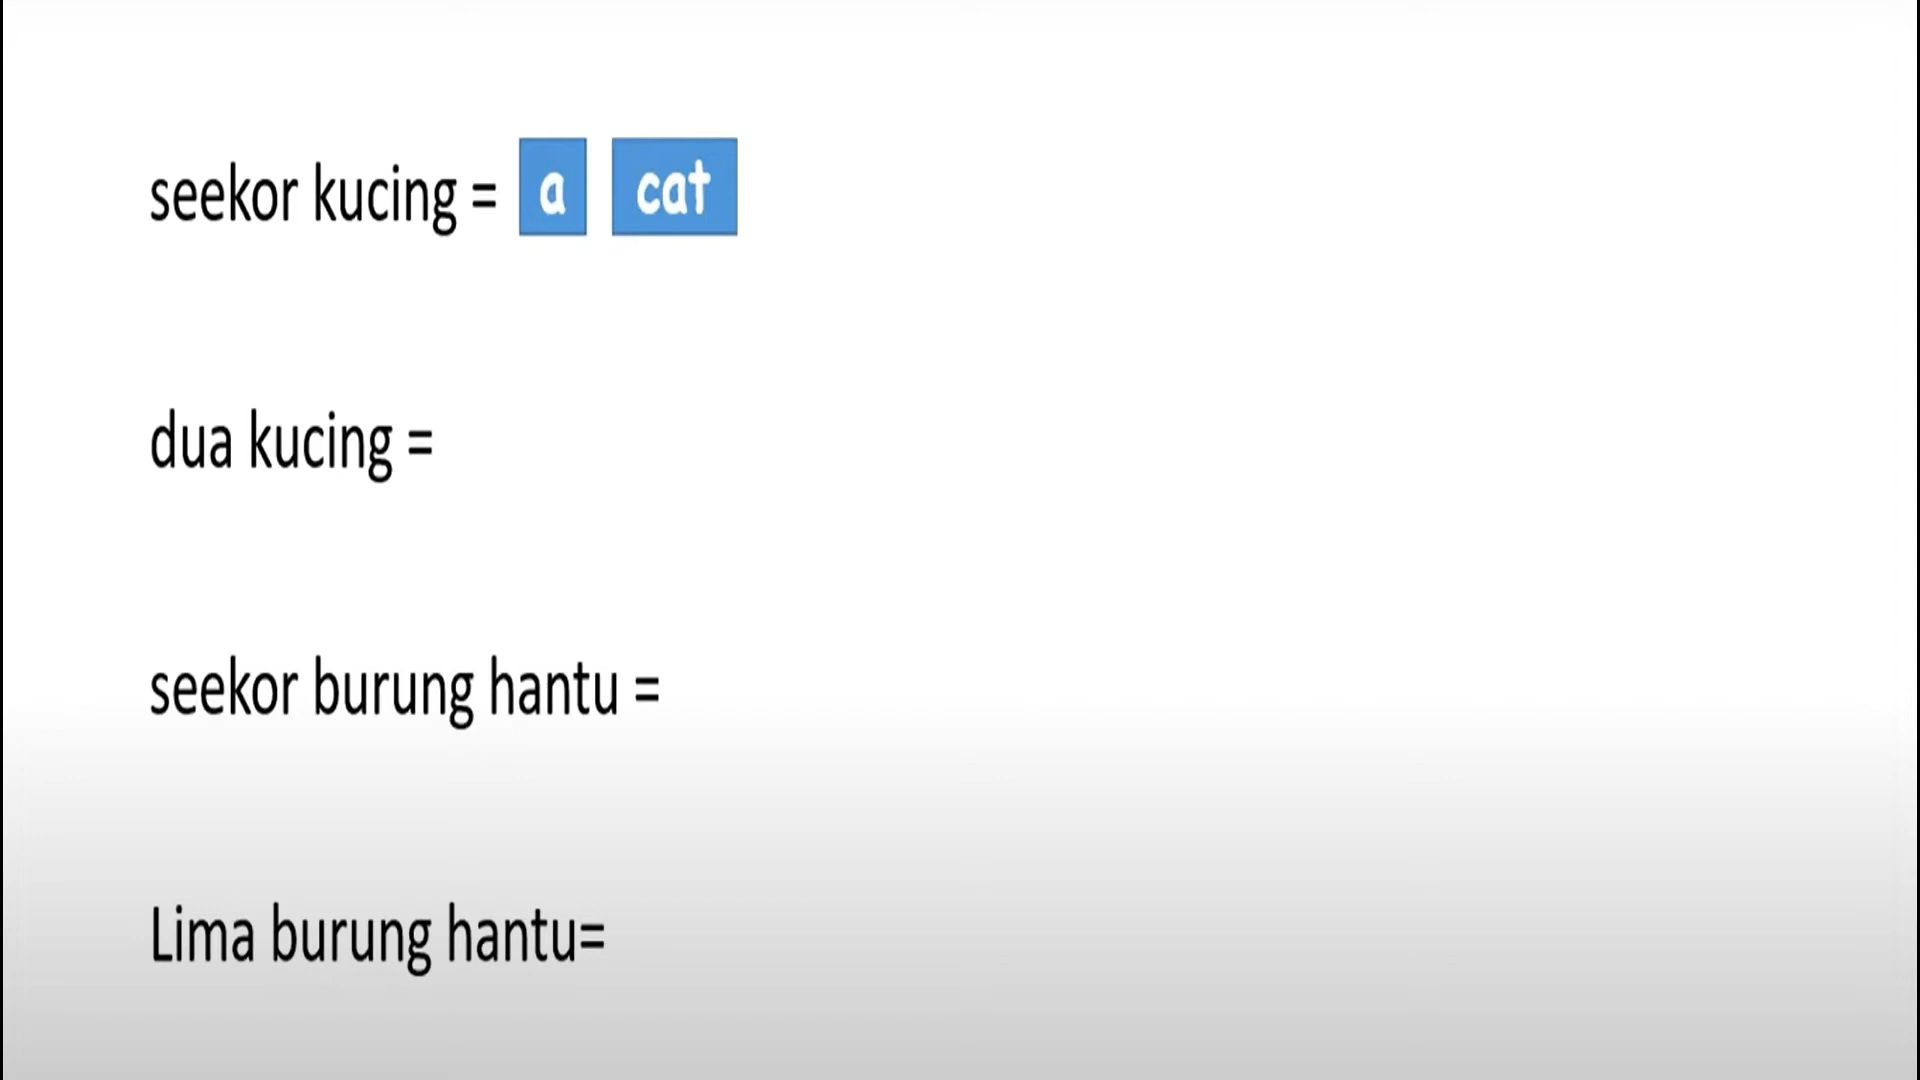 seekor kucing = a cat
dua kucing =
seekor burung hantu =
Lima burung hantu=